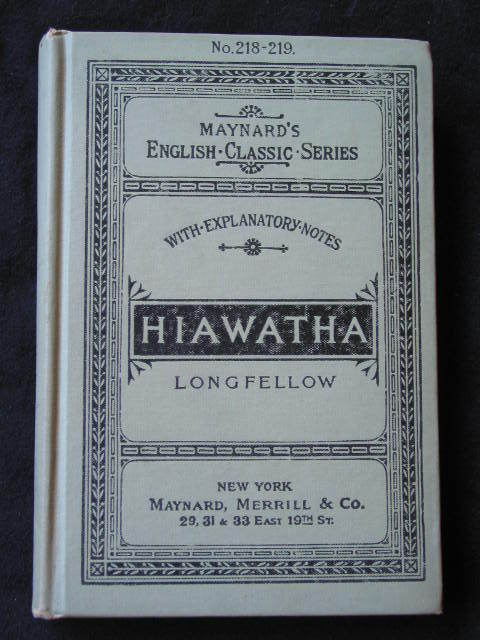 No. 218-219.
MAYNARD'S
ENGLISH·CLASSIC·SERIES
WITH·EXPLANATORY·NOTES
HIAWATHA
LONGFELLOW
NEW YORK
MAYNARD, MERRILL & CO.
29, 31 & 33 EAST 19TH ST.